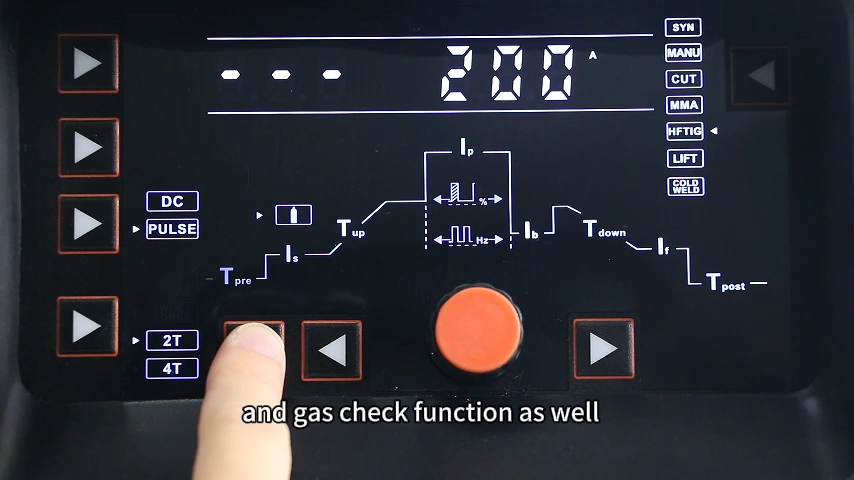 SYN
- - - 200 A
MANU
CUT
MMA
HFTIG
LIFT
COLD WELD
Ip
%
Hz
DC
PULSE
Tup
Is
Tpre
Ib
Tdown
If
Tpost
2T
4T
and gas check function as well